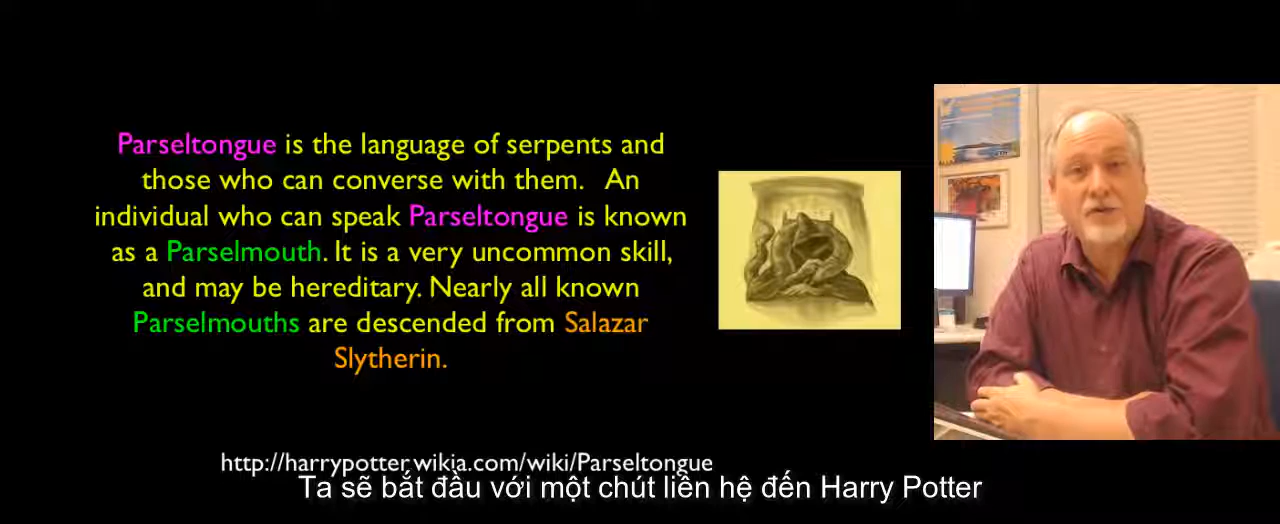 Parseltongue is the language of serpents and
those who can converse with them. An
individual who can speak Parseltongue is known
as a Parselmouth. It is a very uncommon skill,
and may be hereditary. Nearly all known
Parselmouths are descended from Salazar
Slytherin.
http://harrypotter.wikia.com/wiki/Parseltongue
Ta sẽ bắt đầu với một chút liên hệ đến Harry Potter